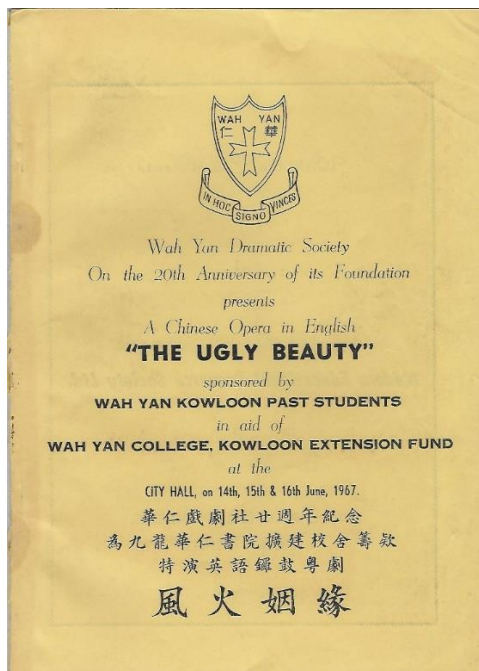 WAH YAN
仁 華
IN HOC SIGNO VINCES
Wah Yan Dramatic Society
On the 20th Anniversary of its Foundation
presents
A Chinese Opera in English
"THE UGLY BEAUTY"
sponsored by
WAH YAN KOWLOON PAST STUDENTS
in aid of
WAH YAN COLLEGE, KOWLOON EXTENSION FUND
at the
CITY HALL, on 14th, 15th & 16th June, 1967.
華仁戲劇社廿週年紀念
為九龍華仁書院擴建校舍籌欵
特演英語鑼鼓粵劇
風火姻緣